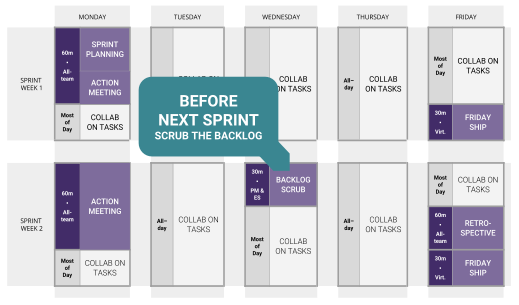 MONDAY
TUESDAY
WEDNESDAY
THURSDAY
FRIDAY
SPRINT
WEEK 1
60m
•
All-
team
SPRINT
PLANNING
ACTION
MEETING
Most
of
Day
COLLAB
ON TASKS
COLLAB
ON TASKS
All–
day
COLLAB
ON TASKS
Most
of
Day
COLLAB ON
TASKS
30m
•
Virt.
FRIDAY
SHIP
BEFORE
NEXT SPRINT
SCRUB THE BACKLOG
SPRINT
WEEK 2
60m
•
All-
team
ACTION
MEETING
Most
of
Day
COLLAB ON
TASKS
All–
day
COLLAB ON
TASKS
30m
•
PM &
ES
BACKLOG
SCRUB
Most
of
Day
COLLAB
ON TASKS
All–
day
COLLAB ON
TASKS
Most
of
Day
COLLAB ON
TASKS
60m
•
All-
team
RETRO-
SPECTIVE
30m
•
Virt.
FRIDAY
SHIP